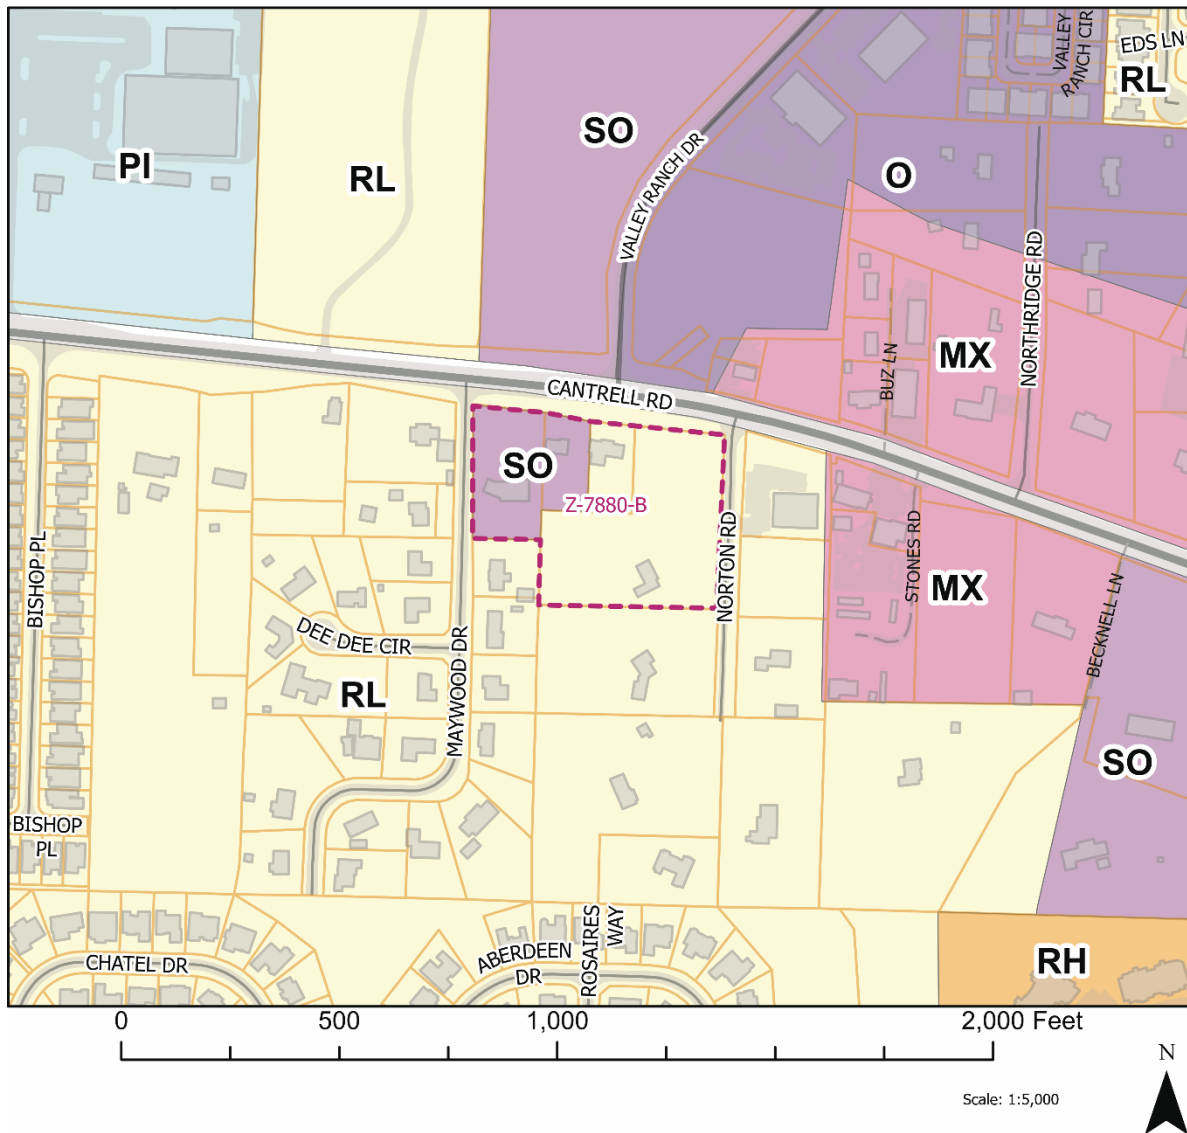 VALLEY
RANCH CIR
EDS LN
RL
SO
PI
RL
O
VALLEY RANCH DR
NORTHRIDGE RD
BUZ LN
MX
CANTRELL RD
SO
Z-7880-B
NORTON RD
STONES RD
MX
BECKNELL LN
BISHOP PL
DEE DEE CIR
MAYWOOD DR
RL
SO
BISHOP
PL
CHATEL DR
ABERDEEN
DR
ROSAIRES
WAY
RH
0 500 1,000 2,000 Feet
N
Scale: 1:5,000